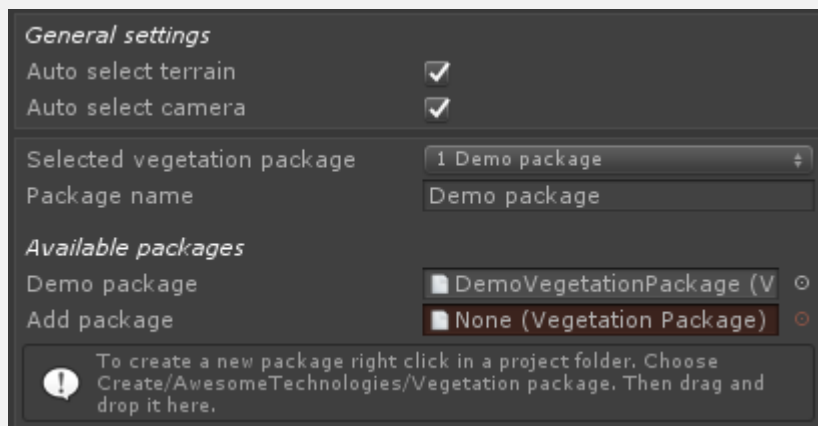 General settings
Auto select terrain
Auto select camera
Selected vegetation package 1 Demo package
Package name Demo package
Available packages
Demo package DemoVegetationPackage (V
Add package None (Vegetation Package)
To create a new package right click in a project folder. Choose
Create/AwesomeTechnologies/Vegetation package. Then drag and
drop it here.